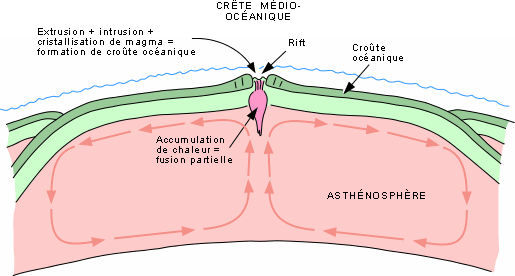 CRÊTE MÉDIO-
OCÉANIQUE
Extrusion + intrusion +
cristallisation de magma =
formation de croûte océanique
Rift
Croûte
océanique
Accumulation
de chaleur =
fusion partielle
ASTHÉNOSPHÈRE